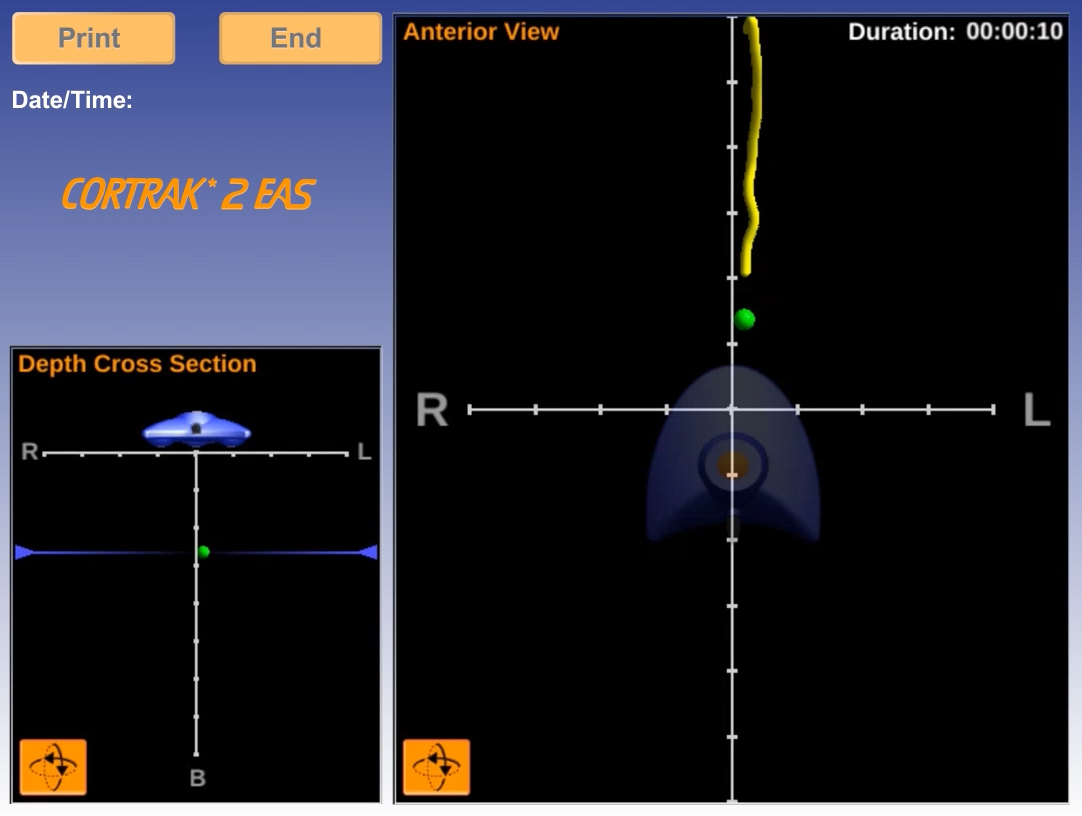 Print
End
Date/Time:
CORTRAK* 2 EAS
Depth Cross Section
R
L
B
Anterior View
Duration: 00:00:10
R
L